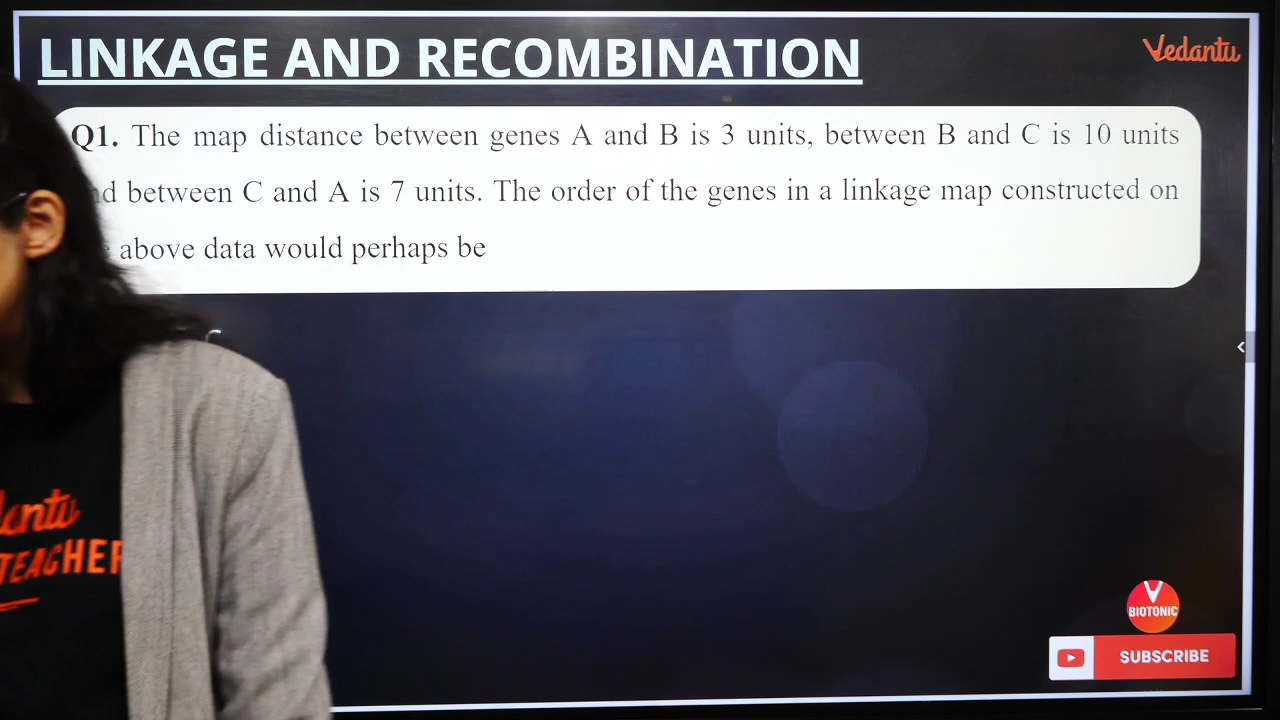 LINKAGE AND RECOMBINATION
Vedantu
Q1. The map distance between genes A and B is 3 units, between B and C is 10 units
between C and A is 7 units. The order of the genes in a linkage map constructed on
above data would perhaps be
TEACHER
BIOTONIC
SUBSCRIBE